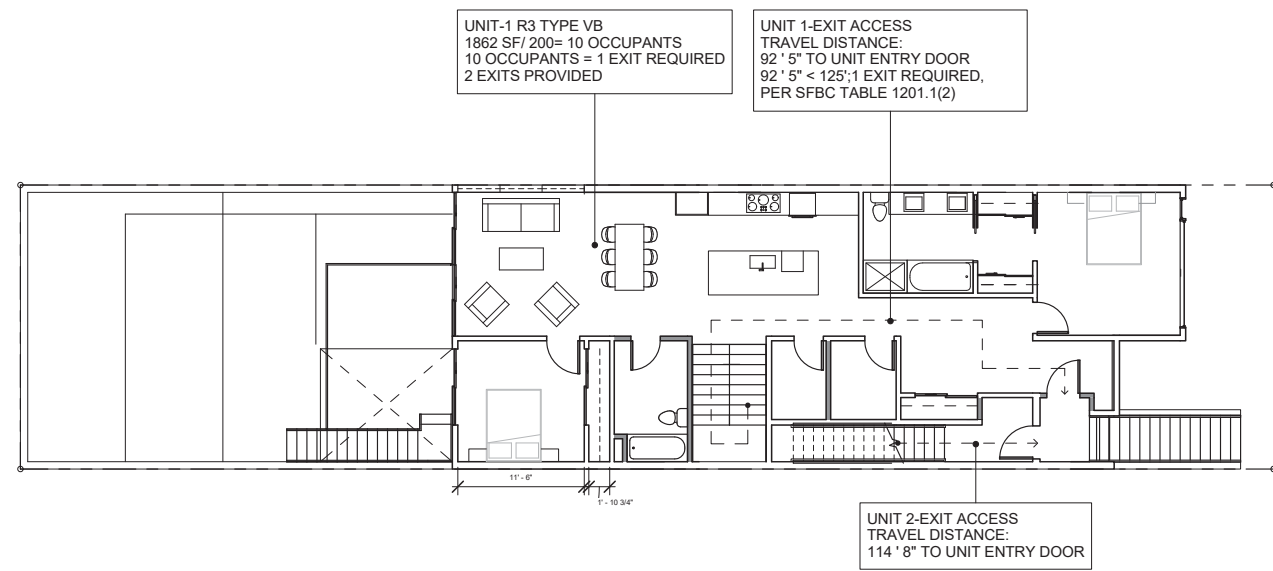 UNIT-1 R3 TYPE VB
1862 SF/ 200= 10 OCCUPANTS
10 OCCUPANTS = 1 EXIT REQUIRED
2 EXITS PROVIDED
UNIT 1-EXIT ACCESS
TRAVEL DISTANCE:
92 ' 5" TO UNIT ENTRY DOOR
92 ' 5" < 125';1 EXIT REQUIRED,
PER SFBC TABLE 1201.1(2)
11' - 6"
1' - 10 3/4"
UNIT 2-EXIT ACCESS
TRAVEL DISTANCE:
114 ' 8" TO UNIT ENTRY DOOR